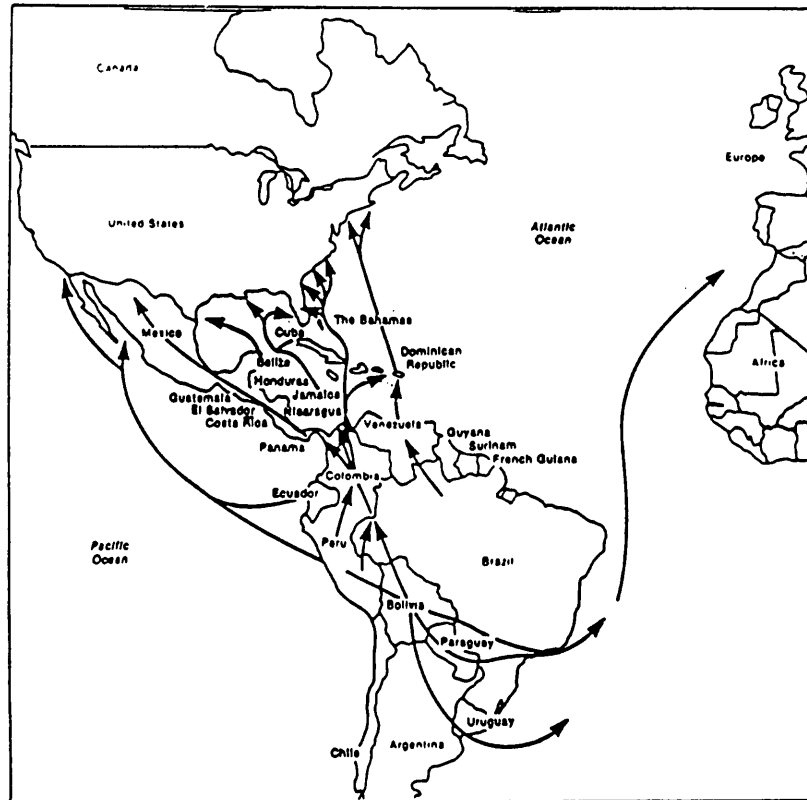 Canada
Europe
United States
Atlantic
Ocean
Mexico
Cuba
The Bahamas
Dominican
Republic
Belize
Honduras
Jamaica
Africa
Guatemala
El Salvador
Nicaragua
Costa Rica
Venezuela
Guyana
Surinam
French Guiana
Panama
Colombia
Ecuador
Pacific
Ocean
Peru
Brazil
Bolivia
Paraguay
Uruguay
Argentina
Chile